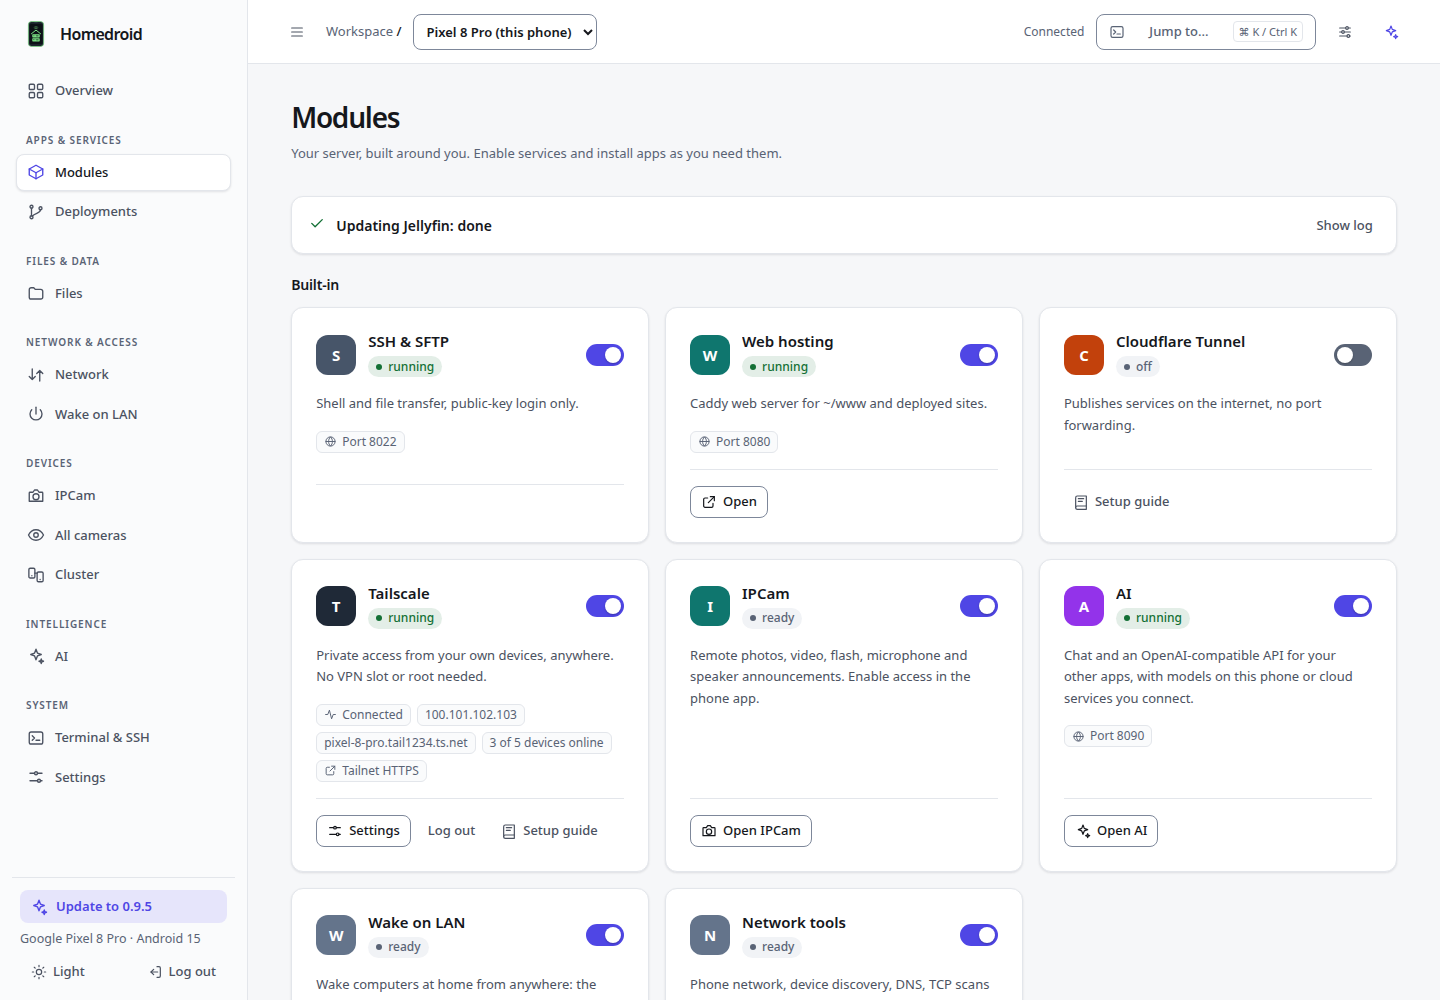 Homedroid
Overview
APPS & SERVICES
Modules
Deployments
FILES & DATA
Files
NETWORK & ACCESS
Network
Wake on LAN
DEVICES
IPCam
All cameras
Cluster
INTELLIGENCE
AI
SYSTEM
Terminal & SSH
Settings
Update to 0.9.5
Google Pixel 8 Pro · Android 15
Light
Log out
Workspace /
Pixel 8 Pro (this phone)
Connected
Jump to...
⌘ K / Ctrl K
Modules
Your server, built around you. Enable services and install apps as you need them.
Updating Jellyfin: done
Show log
Built-in
S
SSH & SFTP
running
Shell and file transfer, public-key login only.
Port 8022
W
Web hosting
running
Caddy web server for ~/www and deployed sites.
Port 8080
Open
C
Cloudflare Tunnel
off
Publishes services on the internet, no port
forwarding.
Setup guide
T
Tailscale
running
Private access from your own devices, anywhere.
No VPN slot or root needed.
Connected
100.101.102.103
pixel-8-pro.tail1234.ts.net
3 of 5 devices online
Tailnet HTTPS
Settings
Log out
Setup guide
I
IPCam
ready
Remote photos, video, flash, microphone and
speaker announcements. Enable access in the
phone app.
Open IPCam
A
AI
running
Chat and an OpenAI-compatible API for your
other apps, with models on this phone or cloud
services you connect.
Port 8090
Open AI
W
Wake on LAN
ready
Wake computers at home from anywhere: the
N
Network tools
ready
Phone network, device discovery, DNS, TCP scans